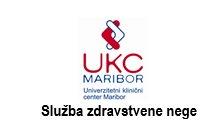 UKC
MARIBOR
Univerzitetni klinični
center Maribor
Služba zdravstvene nege